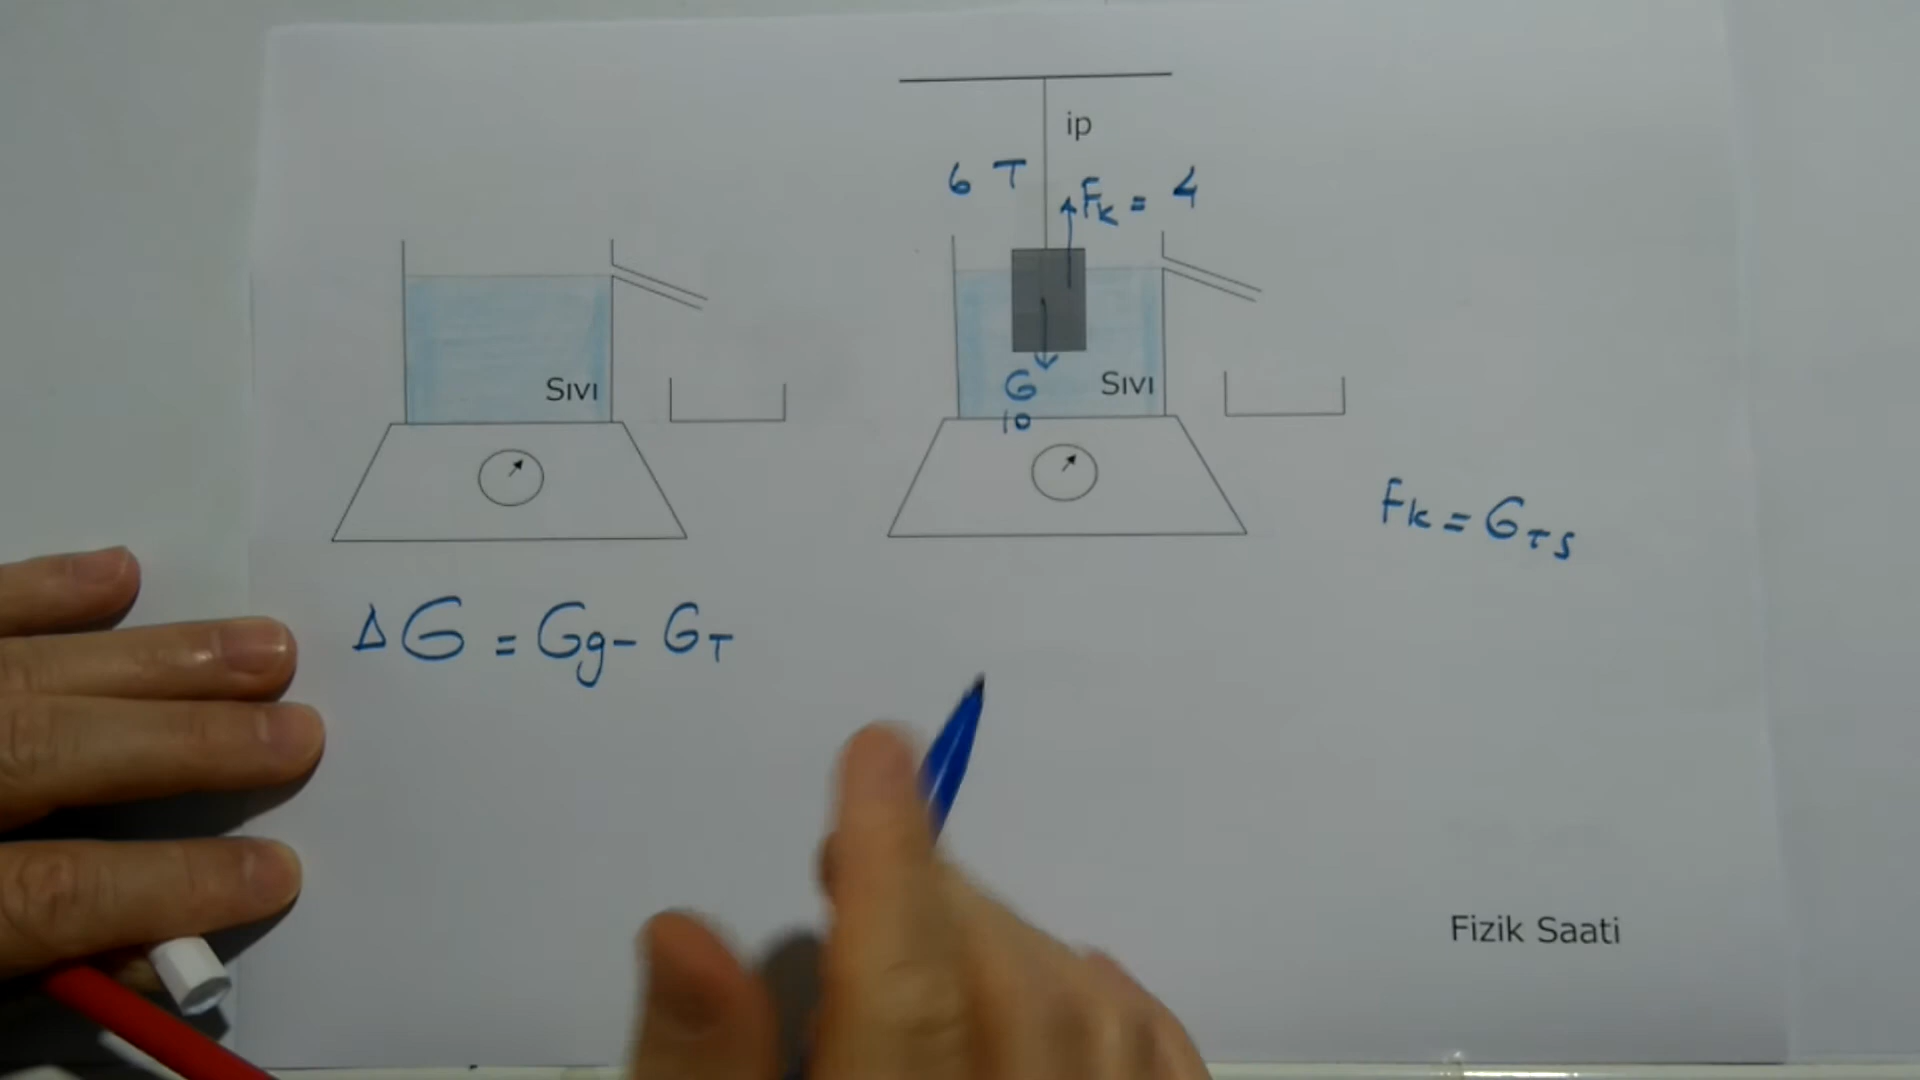 ip
6 T
Fk = 4
Sıvı
G
10
Sıvı
Fk = GTS
ΔG = Gg - GT
Fizik Saati